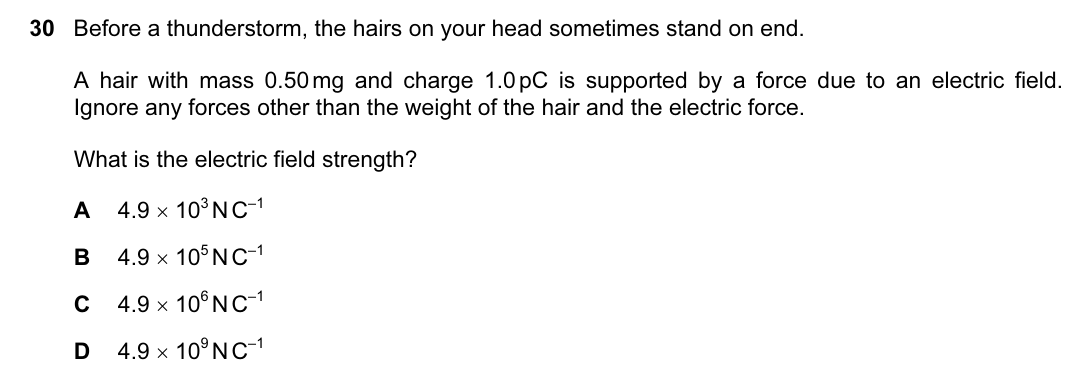 30 Before a thunderstorm, the hairs on your head sometimes stand on end.
A hair with mass 0.50 mg and charge 1.0 pC is supported by a force due to an electric field.
Ignore any forces other than the weight of the hair and the electric force.
What is the electric field strength?
A 4.9 × 10³ N C⁻¹
B 4.9 × 10⁵ N C⁻¹
C 4.9 × 10⁶ N C⁻¹
D 4.9 × 10⁹ N C⁻¹